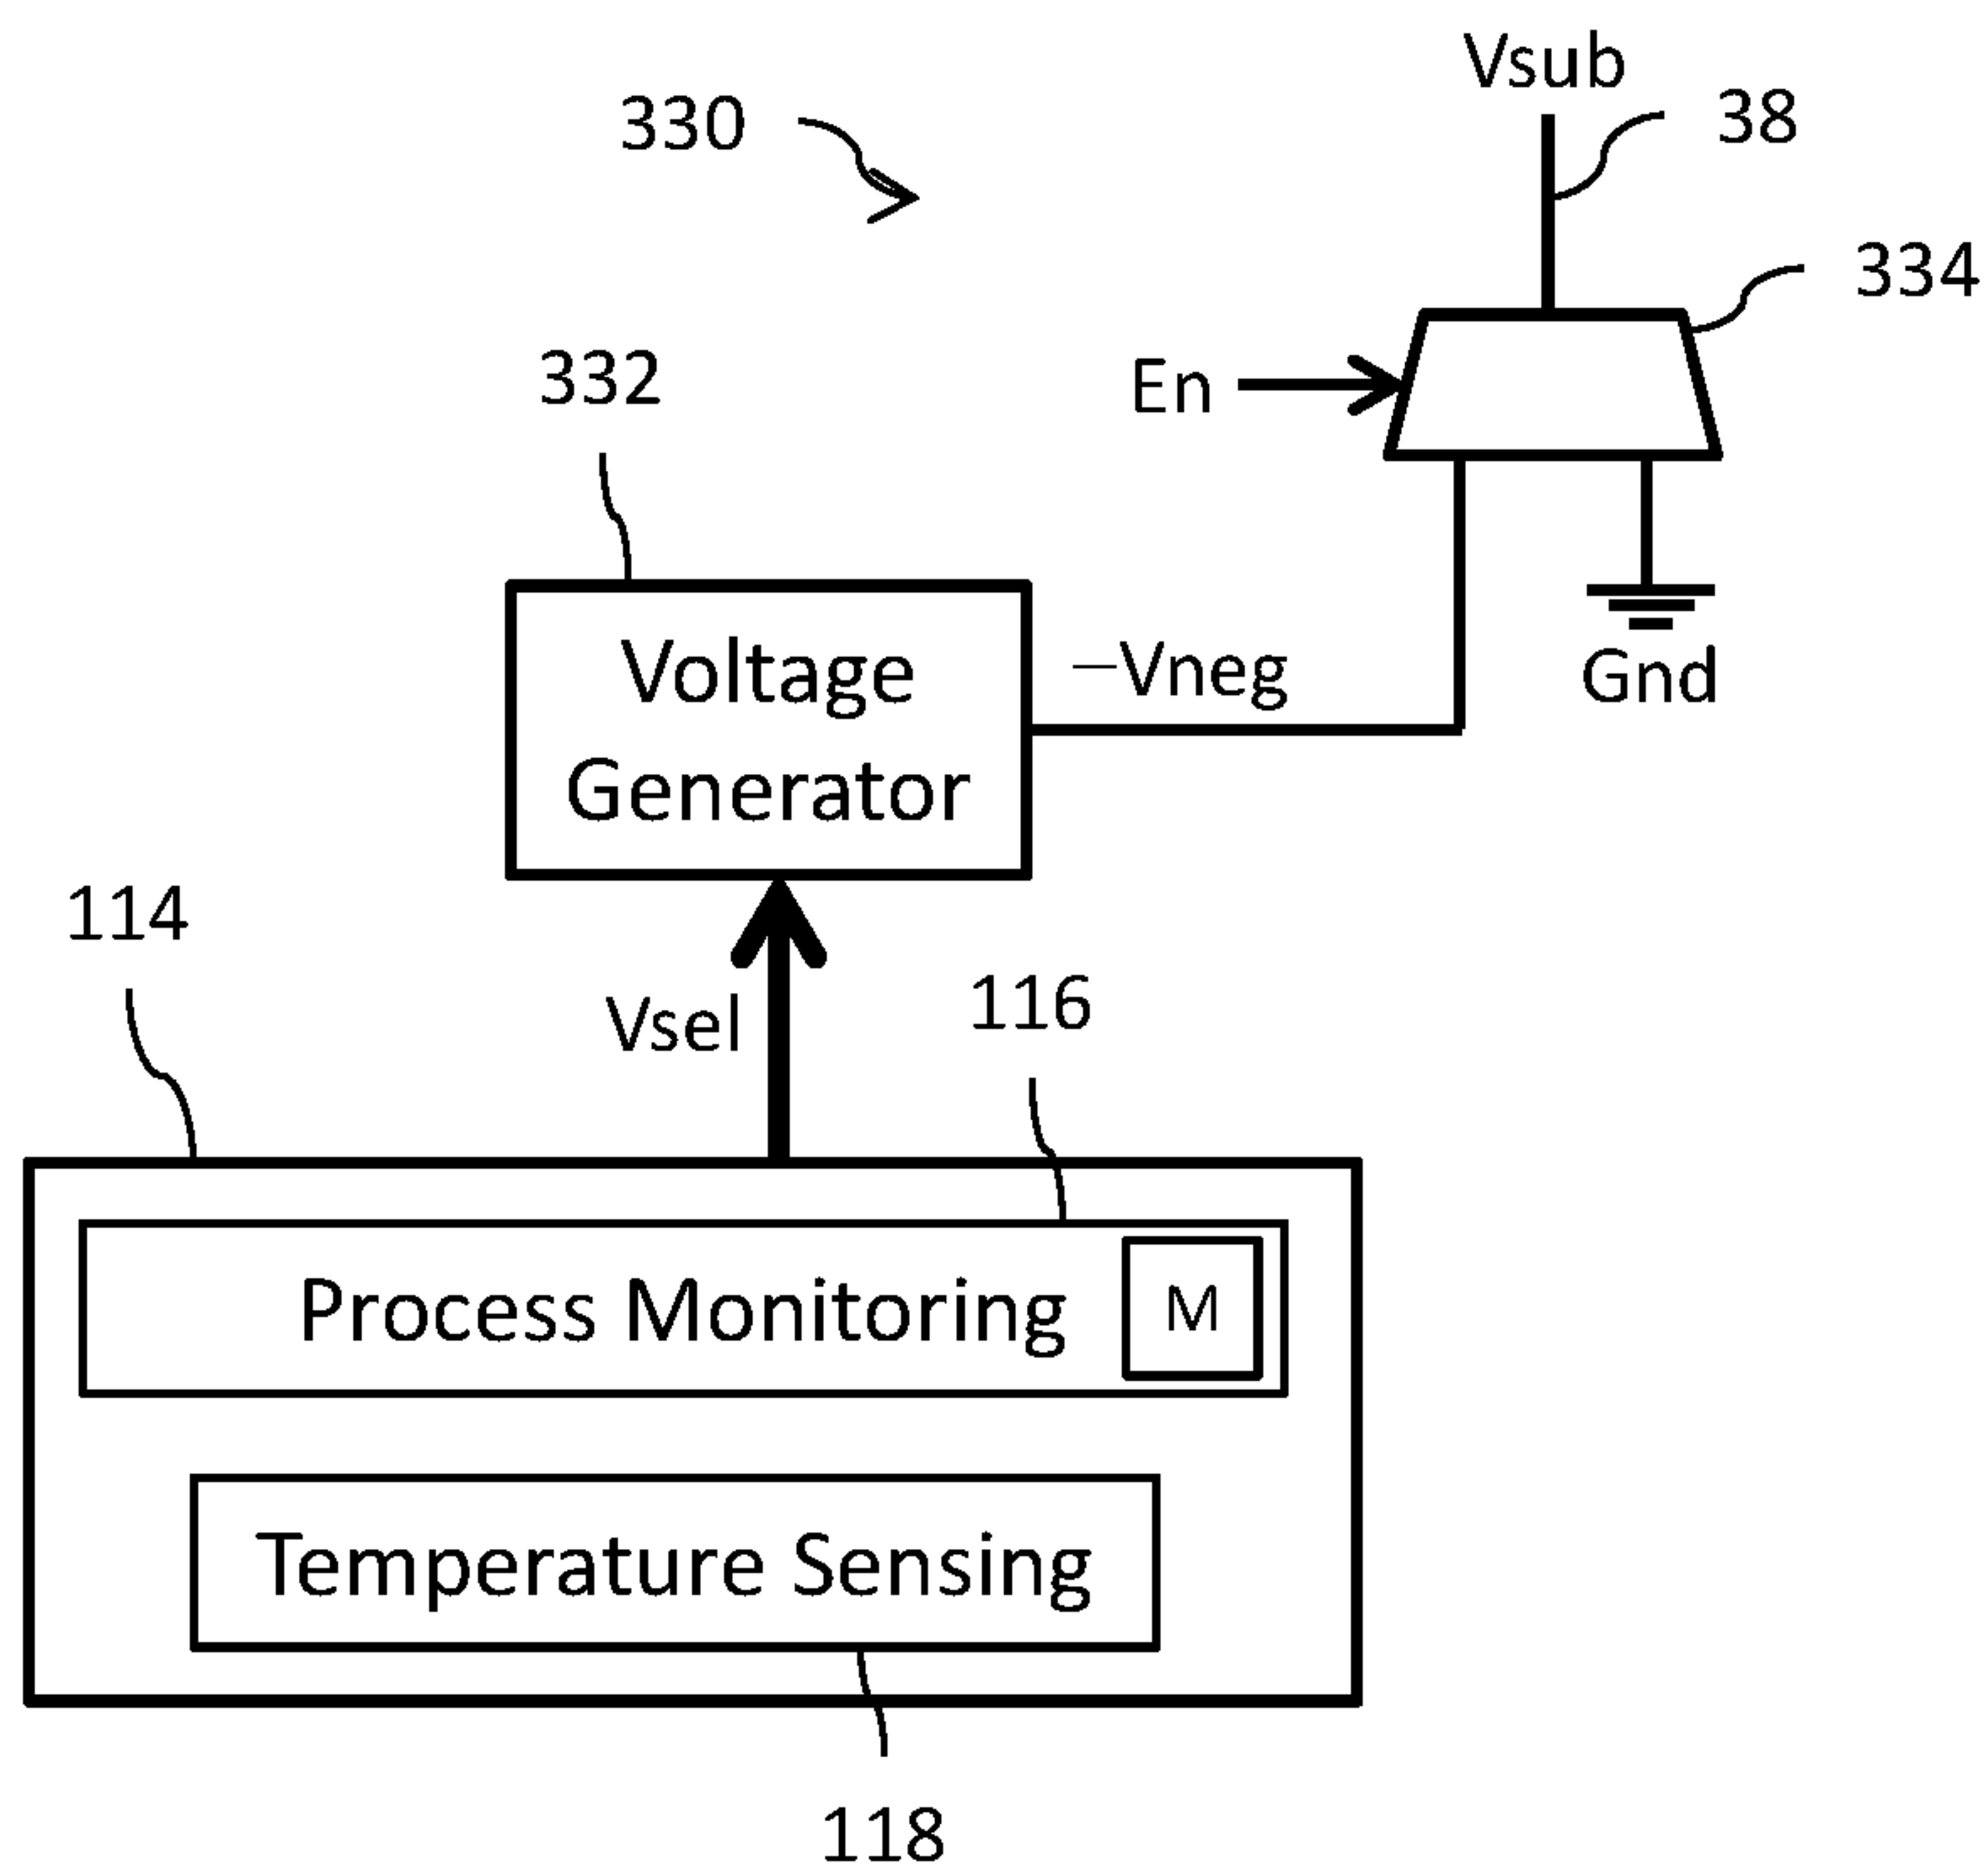 Vsub
330
38
334
332
En
Voltage
Generator
–Vneg
Gnd
114
Vsel
116
Process Monitoring
M
Temperature Sensing
118